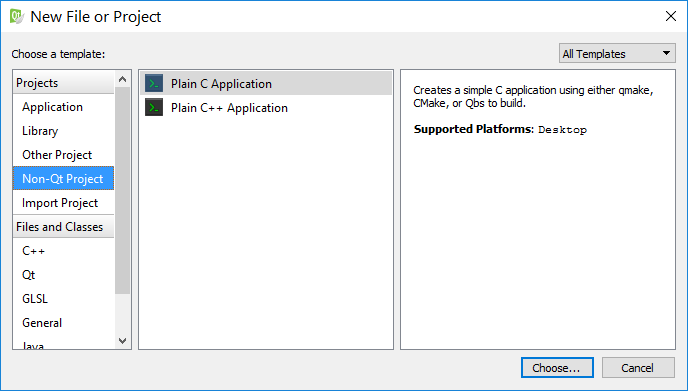 New File or Project
Choose a template:
All Templates
Projects
Application
Library
Other Project
Non-Qt Project
Import Project
Files and Classes
C++
Qt
GLSL
General
Java
Plain C Application
Plain C++ Application
Creates a simple C application using either qmake,
CMake, or Qbs to build.
Supported Platforms: Desktop
Choose...
Cancel